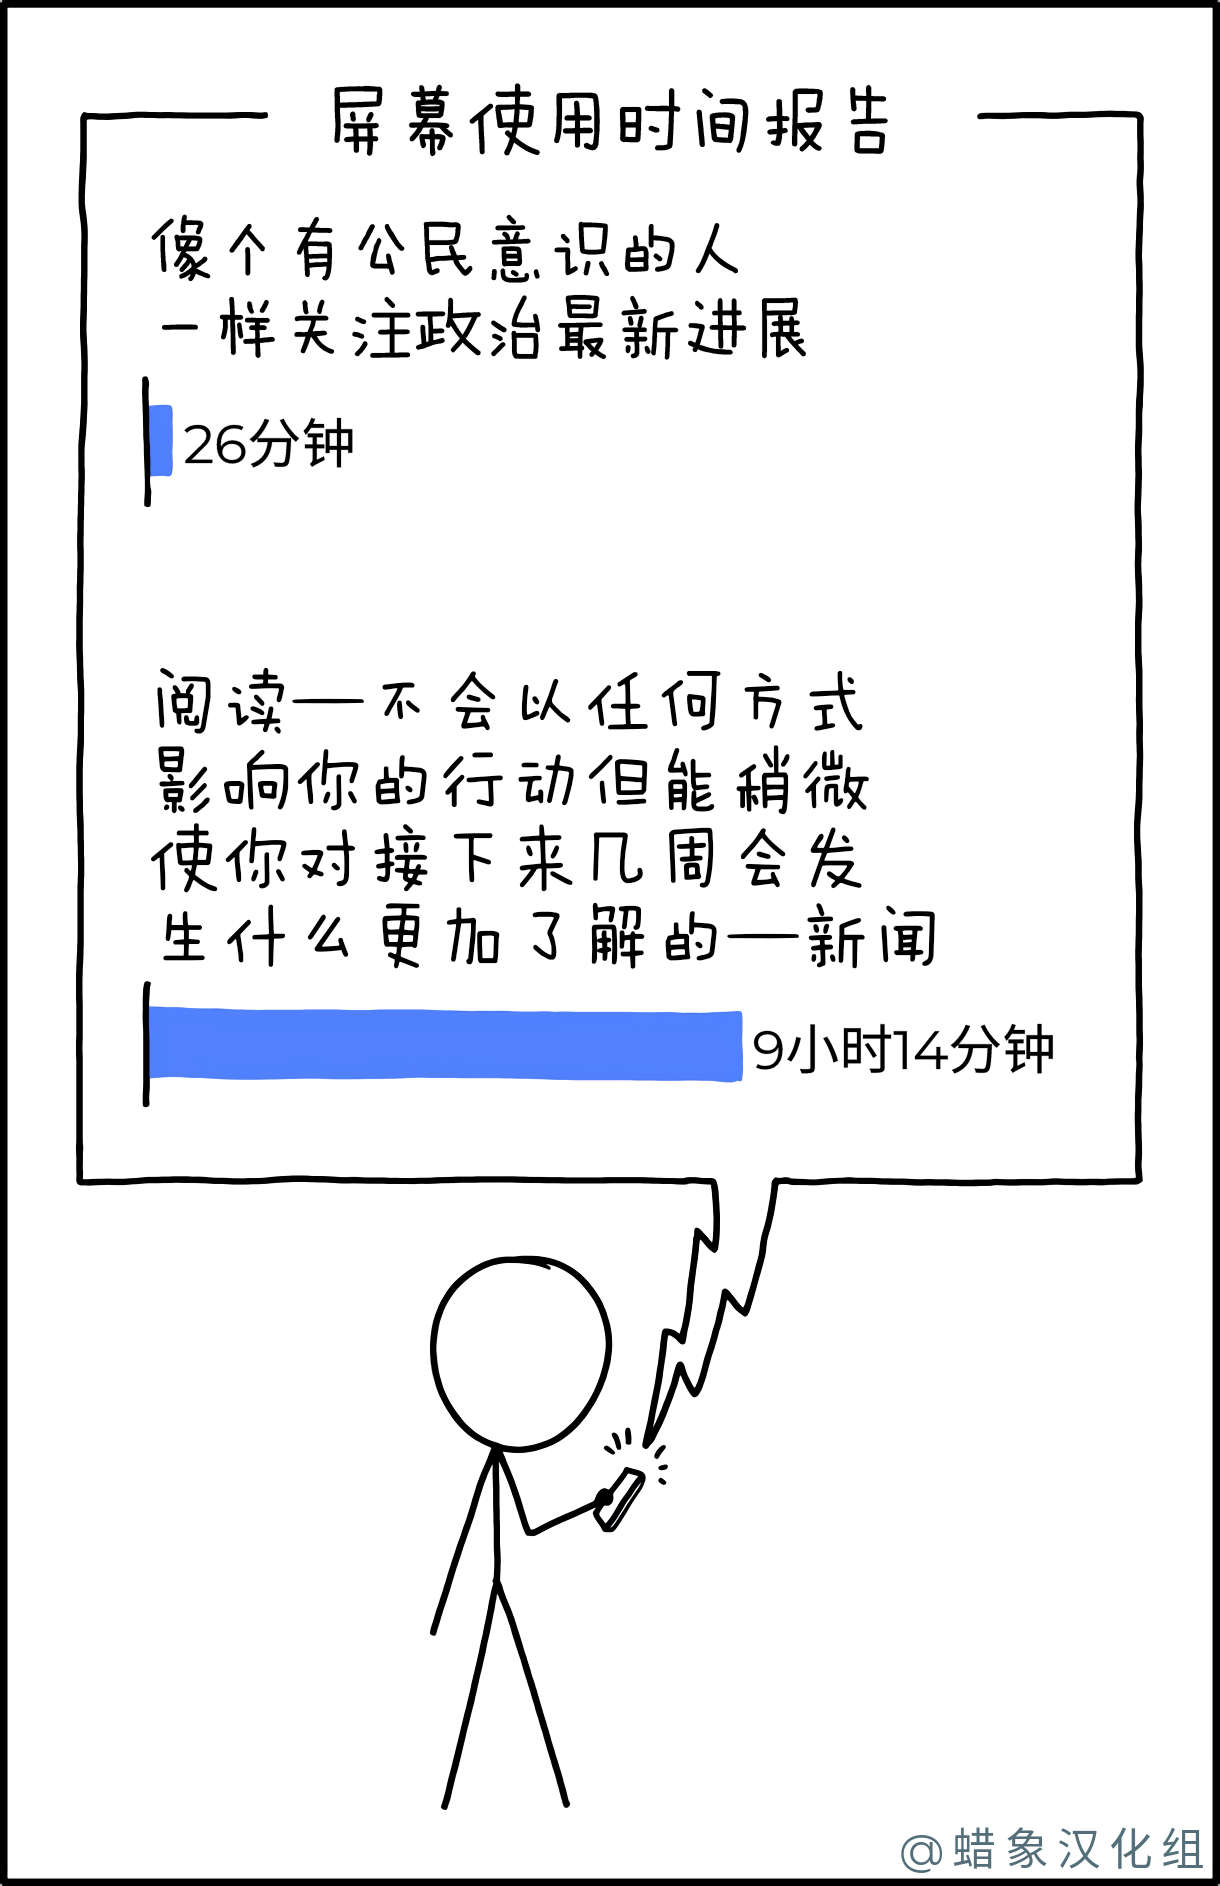 屏幕使用时间报告
像个有公民意识的人
一样关注政治最新进展
26分钟
阅读——不会以任何方式
影响你的行动但能稍微
使你对接下来几周会发
生什么更加了解的——新闻
9小时14分钟
@蜡象汉化组